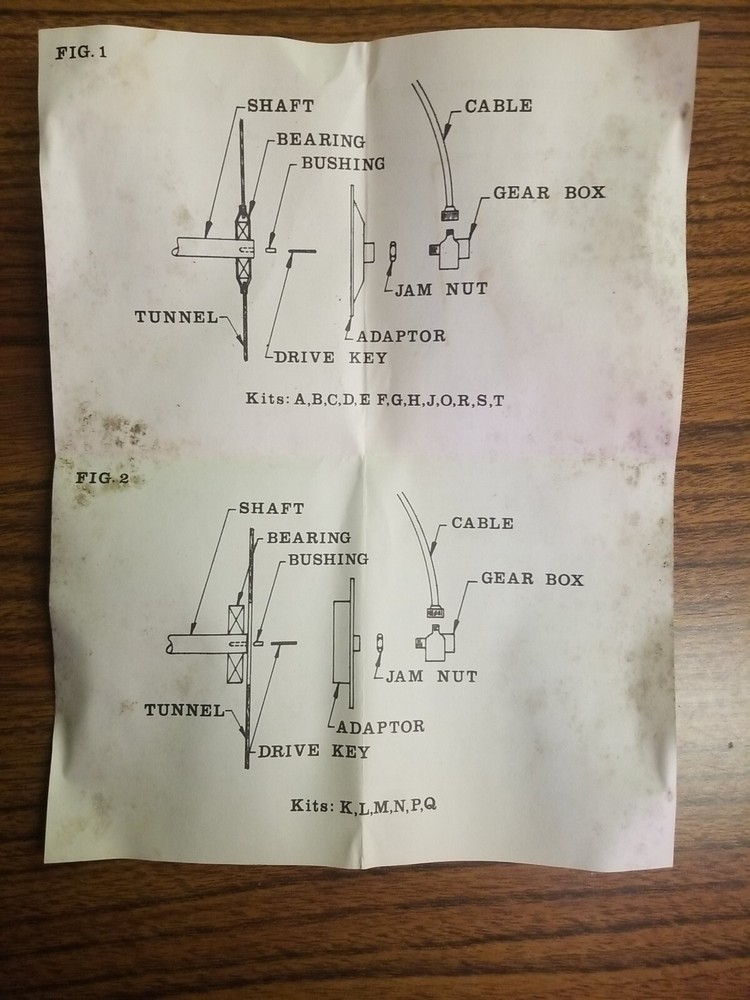 FIG. 1
SHAFT
CABLE
BEARING
BUSHING
GEAR BOX
JAM NUT
TUNNEL
ADAPTOR
DRIVE KEY
Kits: A,B,C,D,E F,G,H,J,O,R,S,T
FIG. 2
SHAFT
CABLE
BEARING
BUSHING
GEAR BOX
JAM NUT
TUNNEL
ADAPTOR
DRIVE KEY
Kits: K,L,M,N,P,Q